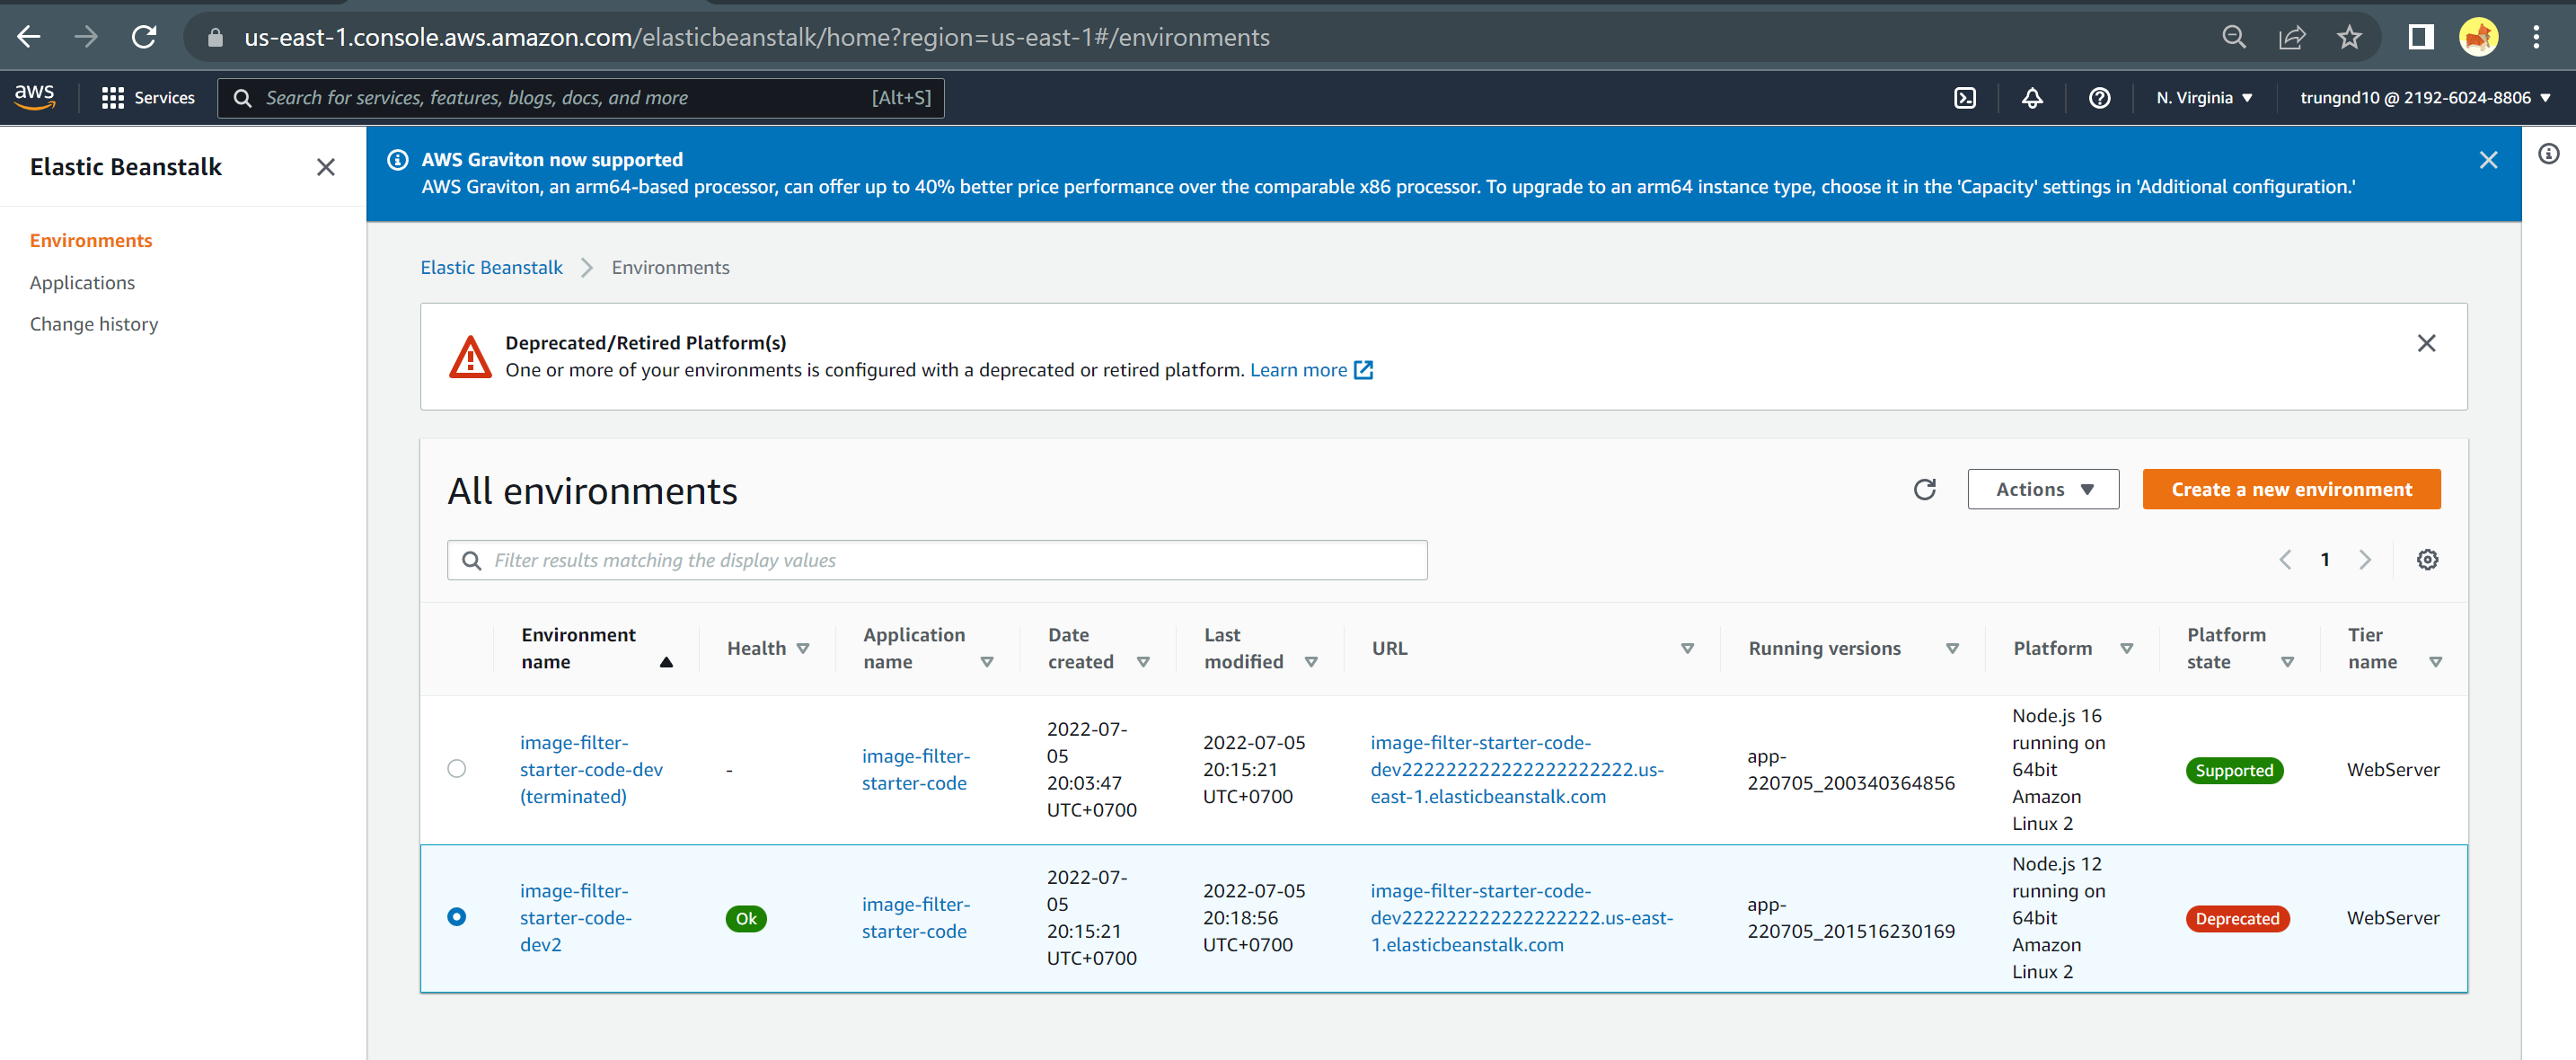 us-east-1.console.aws.amazon.com/elasticbeanstalk/home?region=us-east-1#/environments
aws
Services
Search for services, features, blogs, docs, and more [Alt+S]
N. Virginia
trungnd10 @ 2192-6024-8806
Elastic Beanstalk
Environments
Applications
Change history
AWS Graviton now supported
AWS Graviton, an arm64-based processor, can offer up to 40% better price performance over the comparable x86 processor. To upgrade to an arm64 instance type, choose it in the 'Capacity' settings in 'Additional configuration.'
Elastic Beanstalk > Environments
Deprecated/Retired Platform(s)
One or more of your environments is configured with a deprecated or retired platform. Learn more
All environments
Actions
Create a new environment
Filter results matching the display values
1
Environment
name
Health
Application
name
Date
created
Last
modified
URL
Running versions
Platform
Platform
state
Tier
name
image-filter-
starter-code-dev
(terminated)
-
image-filter-
starter-code
2022-07-
05
20:03:47
UTC+0700
2022-07-05
20:15:21
UTC+0700
image-filter-starter-code-
dev222222222222222222222.us-
east-1.elasticbeanstalk.com
app-
220705_200340364856
Node.js 16
running on
64bit
Amazon
Linux 2
Supported
WebServer
image-filter-
starter-code-
dev2
Ok
image-filter-
starter-code
2022-07-
05
20:15:21
UTC+0700
2022-07-05
20:18:56
UTC+0700
image-filter-starter-code-
dev222222222222222222.us-east-
1.elasticbeanstalk.com
app-
220705_201516230169
Node.js 12
running on
64bit
Amazon
Linux 2
Deprecated
WebServer